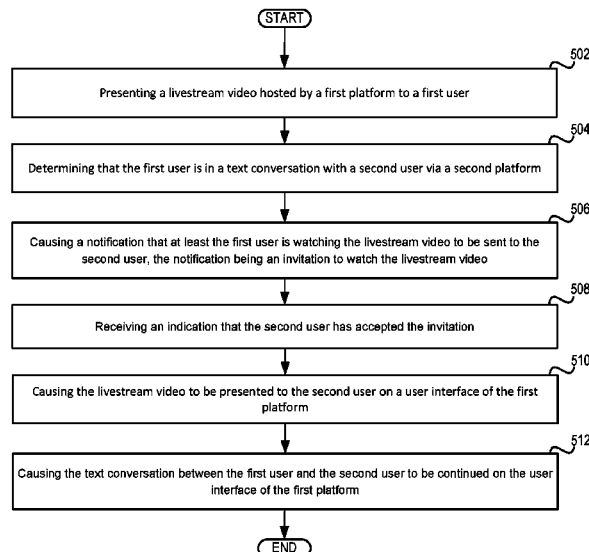 START
502
Presenting a livestream video hosted by a first platform to a first user
504
Determining that the first user is in a text conversation with a second user via a second platform
506
Causing a notification that at least the first user is watching the livestream video to be sent to the
second user, the notification being an invitation to watch the livestream video
508
Receiving an indication that the second user has accepted the invitation
510
Causing the livestream video to be presented to the second user on a user interface of the first
platform
512
Causing the text conversation between the first user and the second user to be continued on the user
interface of the first platform
END